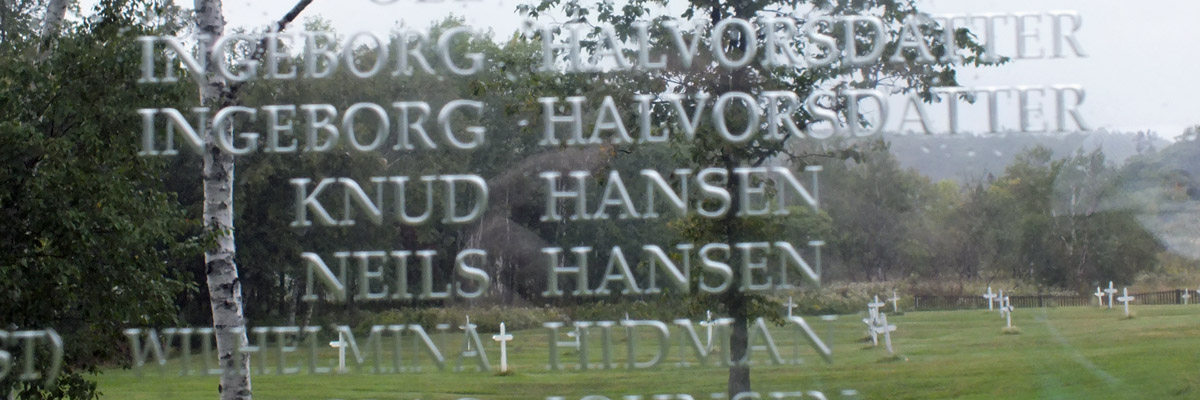 INGEBORG HALVORSDATTER
INGEBORG HALVORSDATTER
KNUD HANSEN
NEILS HANSEN
WILHELMINA HIDMAN